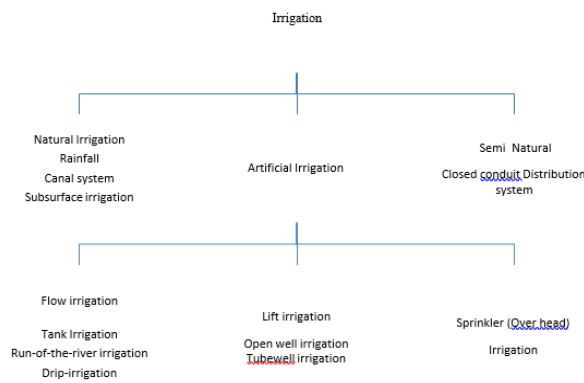 Irrigation
Natural Irrigation
Rainfall
Canal system
Subsurface irrigation
Artificial Irrigation
Semi Natural
Closed conduit Distribution
system
Flow irrigation
Tank Irrigation
Run-of-the-river irrigation
Drip-irrigation
Lift irrigation
Open well irrigation
Tubewell irrigation
Sprinkler (Over head)
Irrigation